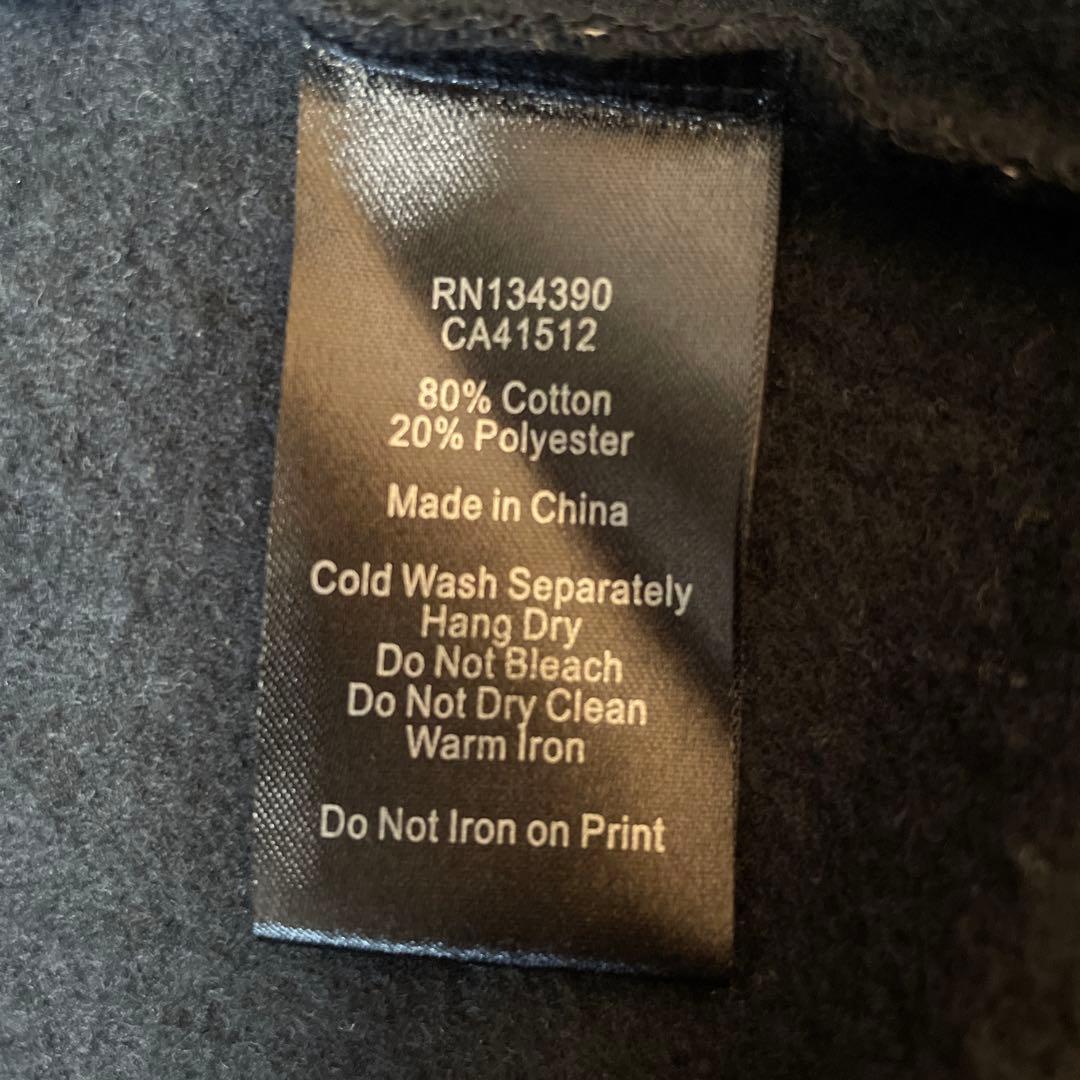 RN134390
CA41512
80% Cotton
20% Polyester
Made in China
Cold Wash Separately
Hang Dry
Do Not Bleach
Do Not Dry Clean
Warm Iron
Do Not Iron on Print